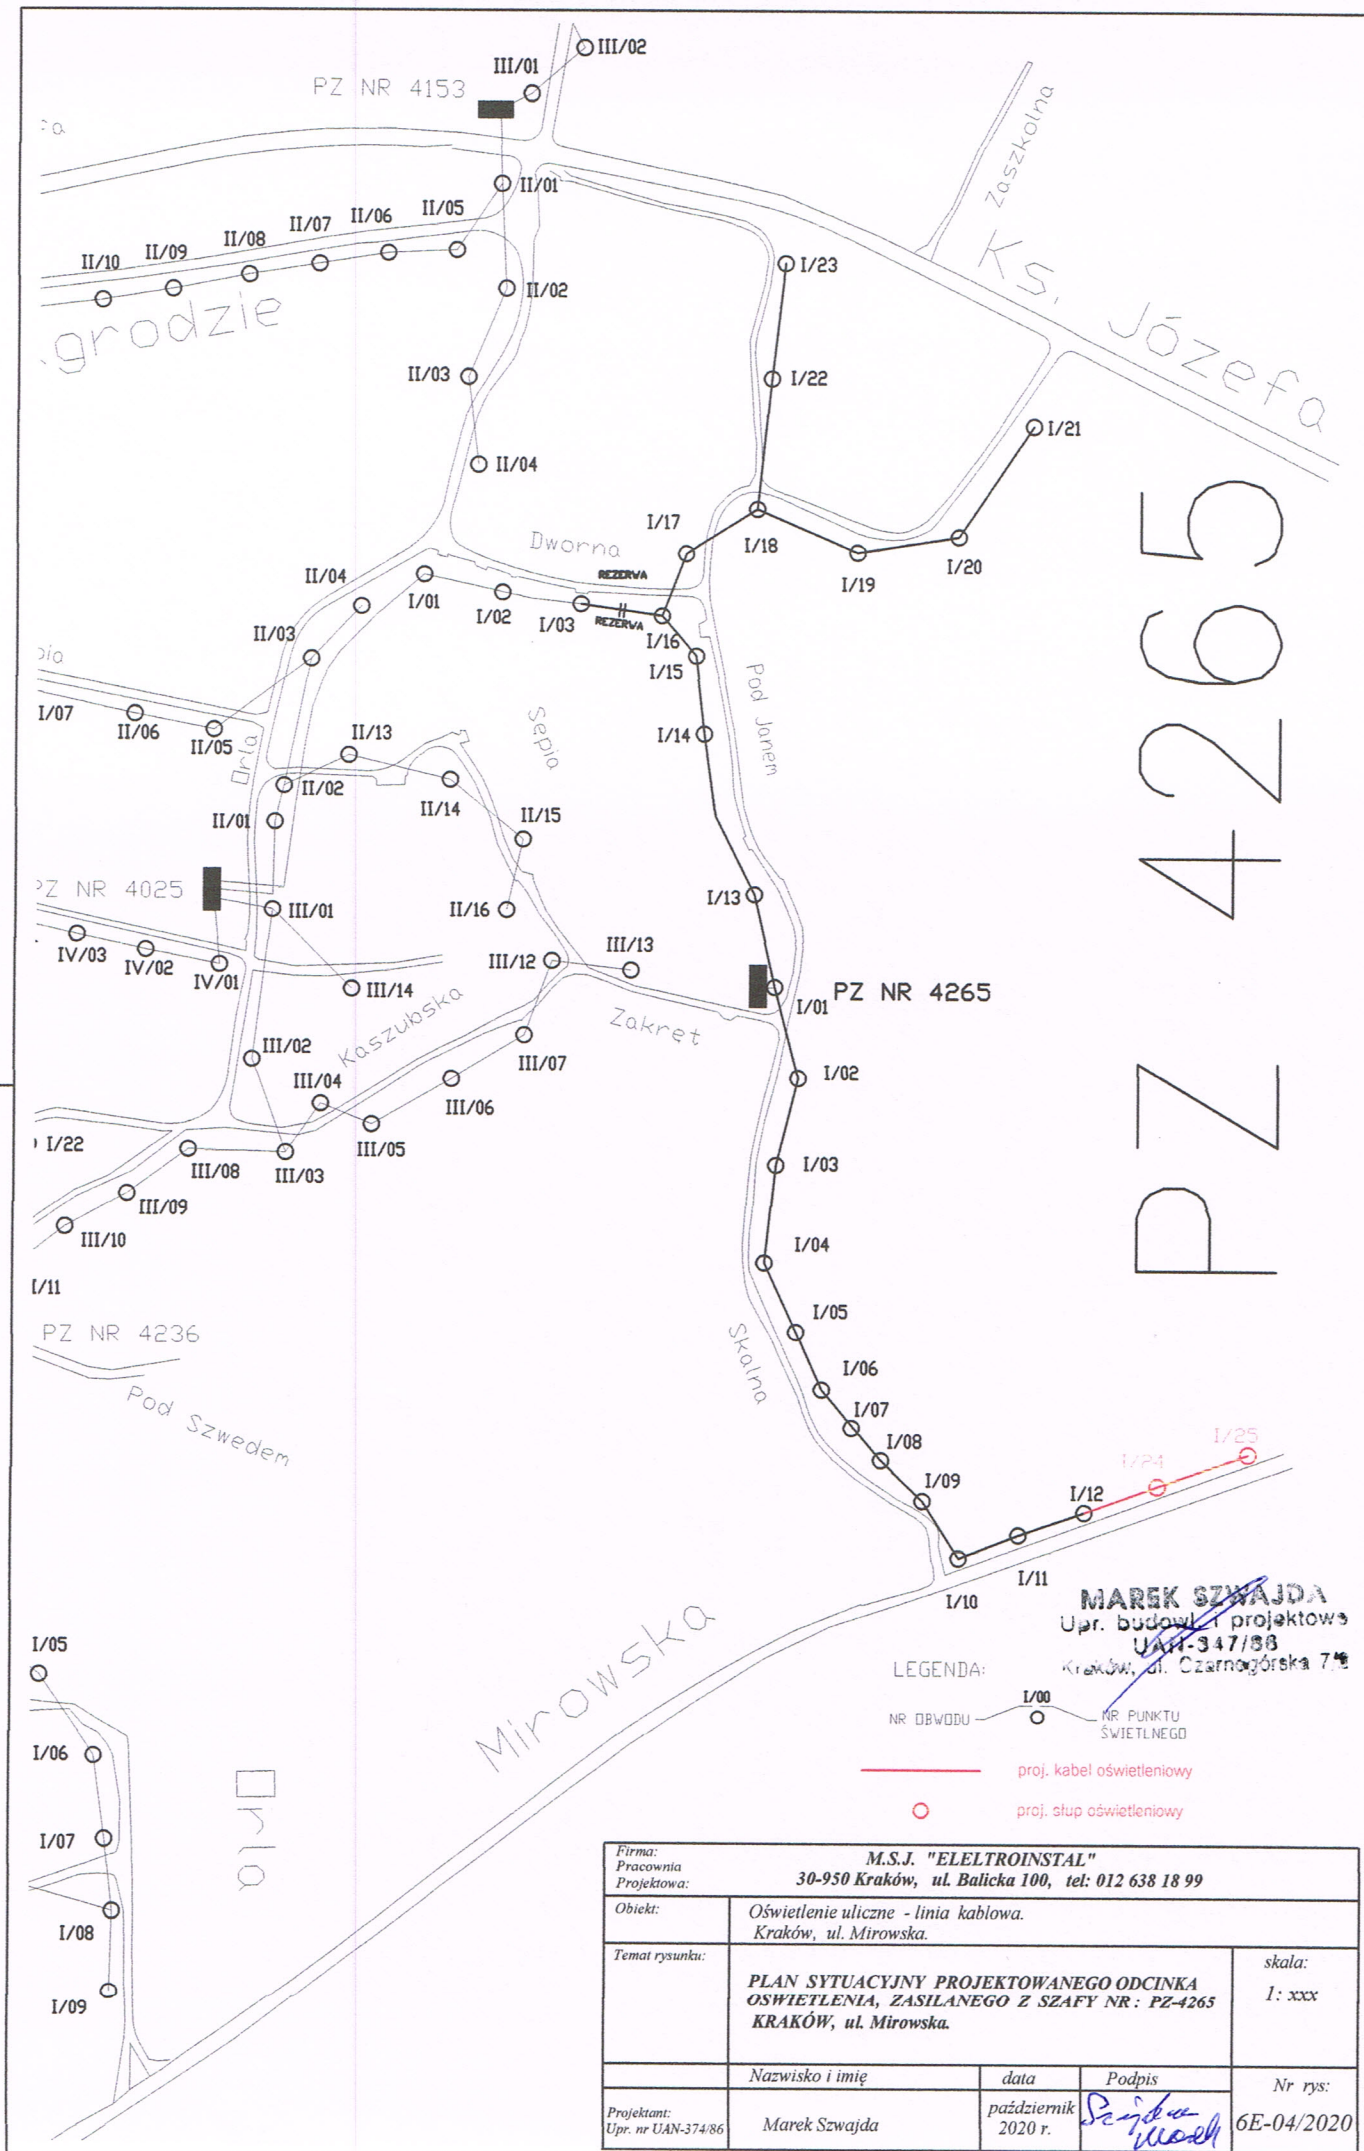 III/02
III/01
PZ NR 4153
Zaszkolna
II/01
II/05
II/06
II/07
II/08
II/09
II/10
Ks. Józefa
I/23
II/02
grodzie
II/03
I/22
I/21
II/04
I/17
I/18
I/19
I/20
Dworna
REZERWA
REZERWA
II/04
I/01
I/02
I/03
I/16
I/15
II/03
I/07
II/06
II/05
Orla
Sępia
Pod Janem
I/14
II/13
II/02
II/14
II/15
II/01
PZ 4265
PZ NR 4025
III/01
II/16
I/13
IV/03
IV/02
IV/01
III/12
III/13
III/14
I/01
PZ NR 4265
Kaszubska
Zakręt
III/02
III/07
I/02
III/04
III/06
I/22
III/05
III/08
III/03
I/03
III/09
III/10
I/04
I/11
PZ NR 4236
I/05
Skalna
Pod Szwedem
I/06
I/07
I/08
I/25
I/24
I/09
I/12
I/11
I/10
MAREK SZWAJDA
Upr. budowl. i projektowe
UAN-347/86
Kraków, ul. Czarnogórska
I/05
Mirowska
LEGENDA:
I/00
NR OBWODU
NR PUNKTU
ŚWIETLNEGO
I/06
proj. kabel oświetleniowy
proj. słup oświetleniowy
Orla
I/07
I/08
I/09
Firma:
Pracownia
Projektowa:
M.S.J. "ELELTROINSTAL"
30-950 Kraków, ul. Balicka 100, tel: 012 638 18 99
Obiekt:
Oświetlenie uliczne - linia kablowa.
Kraków, ul. Mirowska.
Temat rysunku:
PLAN SYTUACYJNY PROJEKTOWANEGO ODCINKA
OSWIETLENIA, ZASILANEGO Z SZAFY NR: PZ-4265
KRAKÓW, ul. Mirowska.
skala:
1: xxx
Nazwisko i imię
data
Podpis
Nr rys:
Projektant:
Upr. nr UAN-374/86
Marek Szwajda
październik
2020 r.
Szwajda
Marek
6E-04/2020